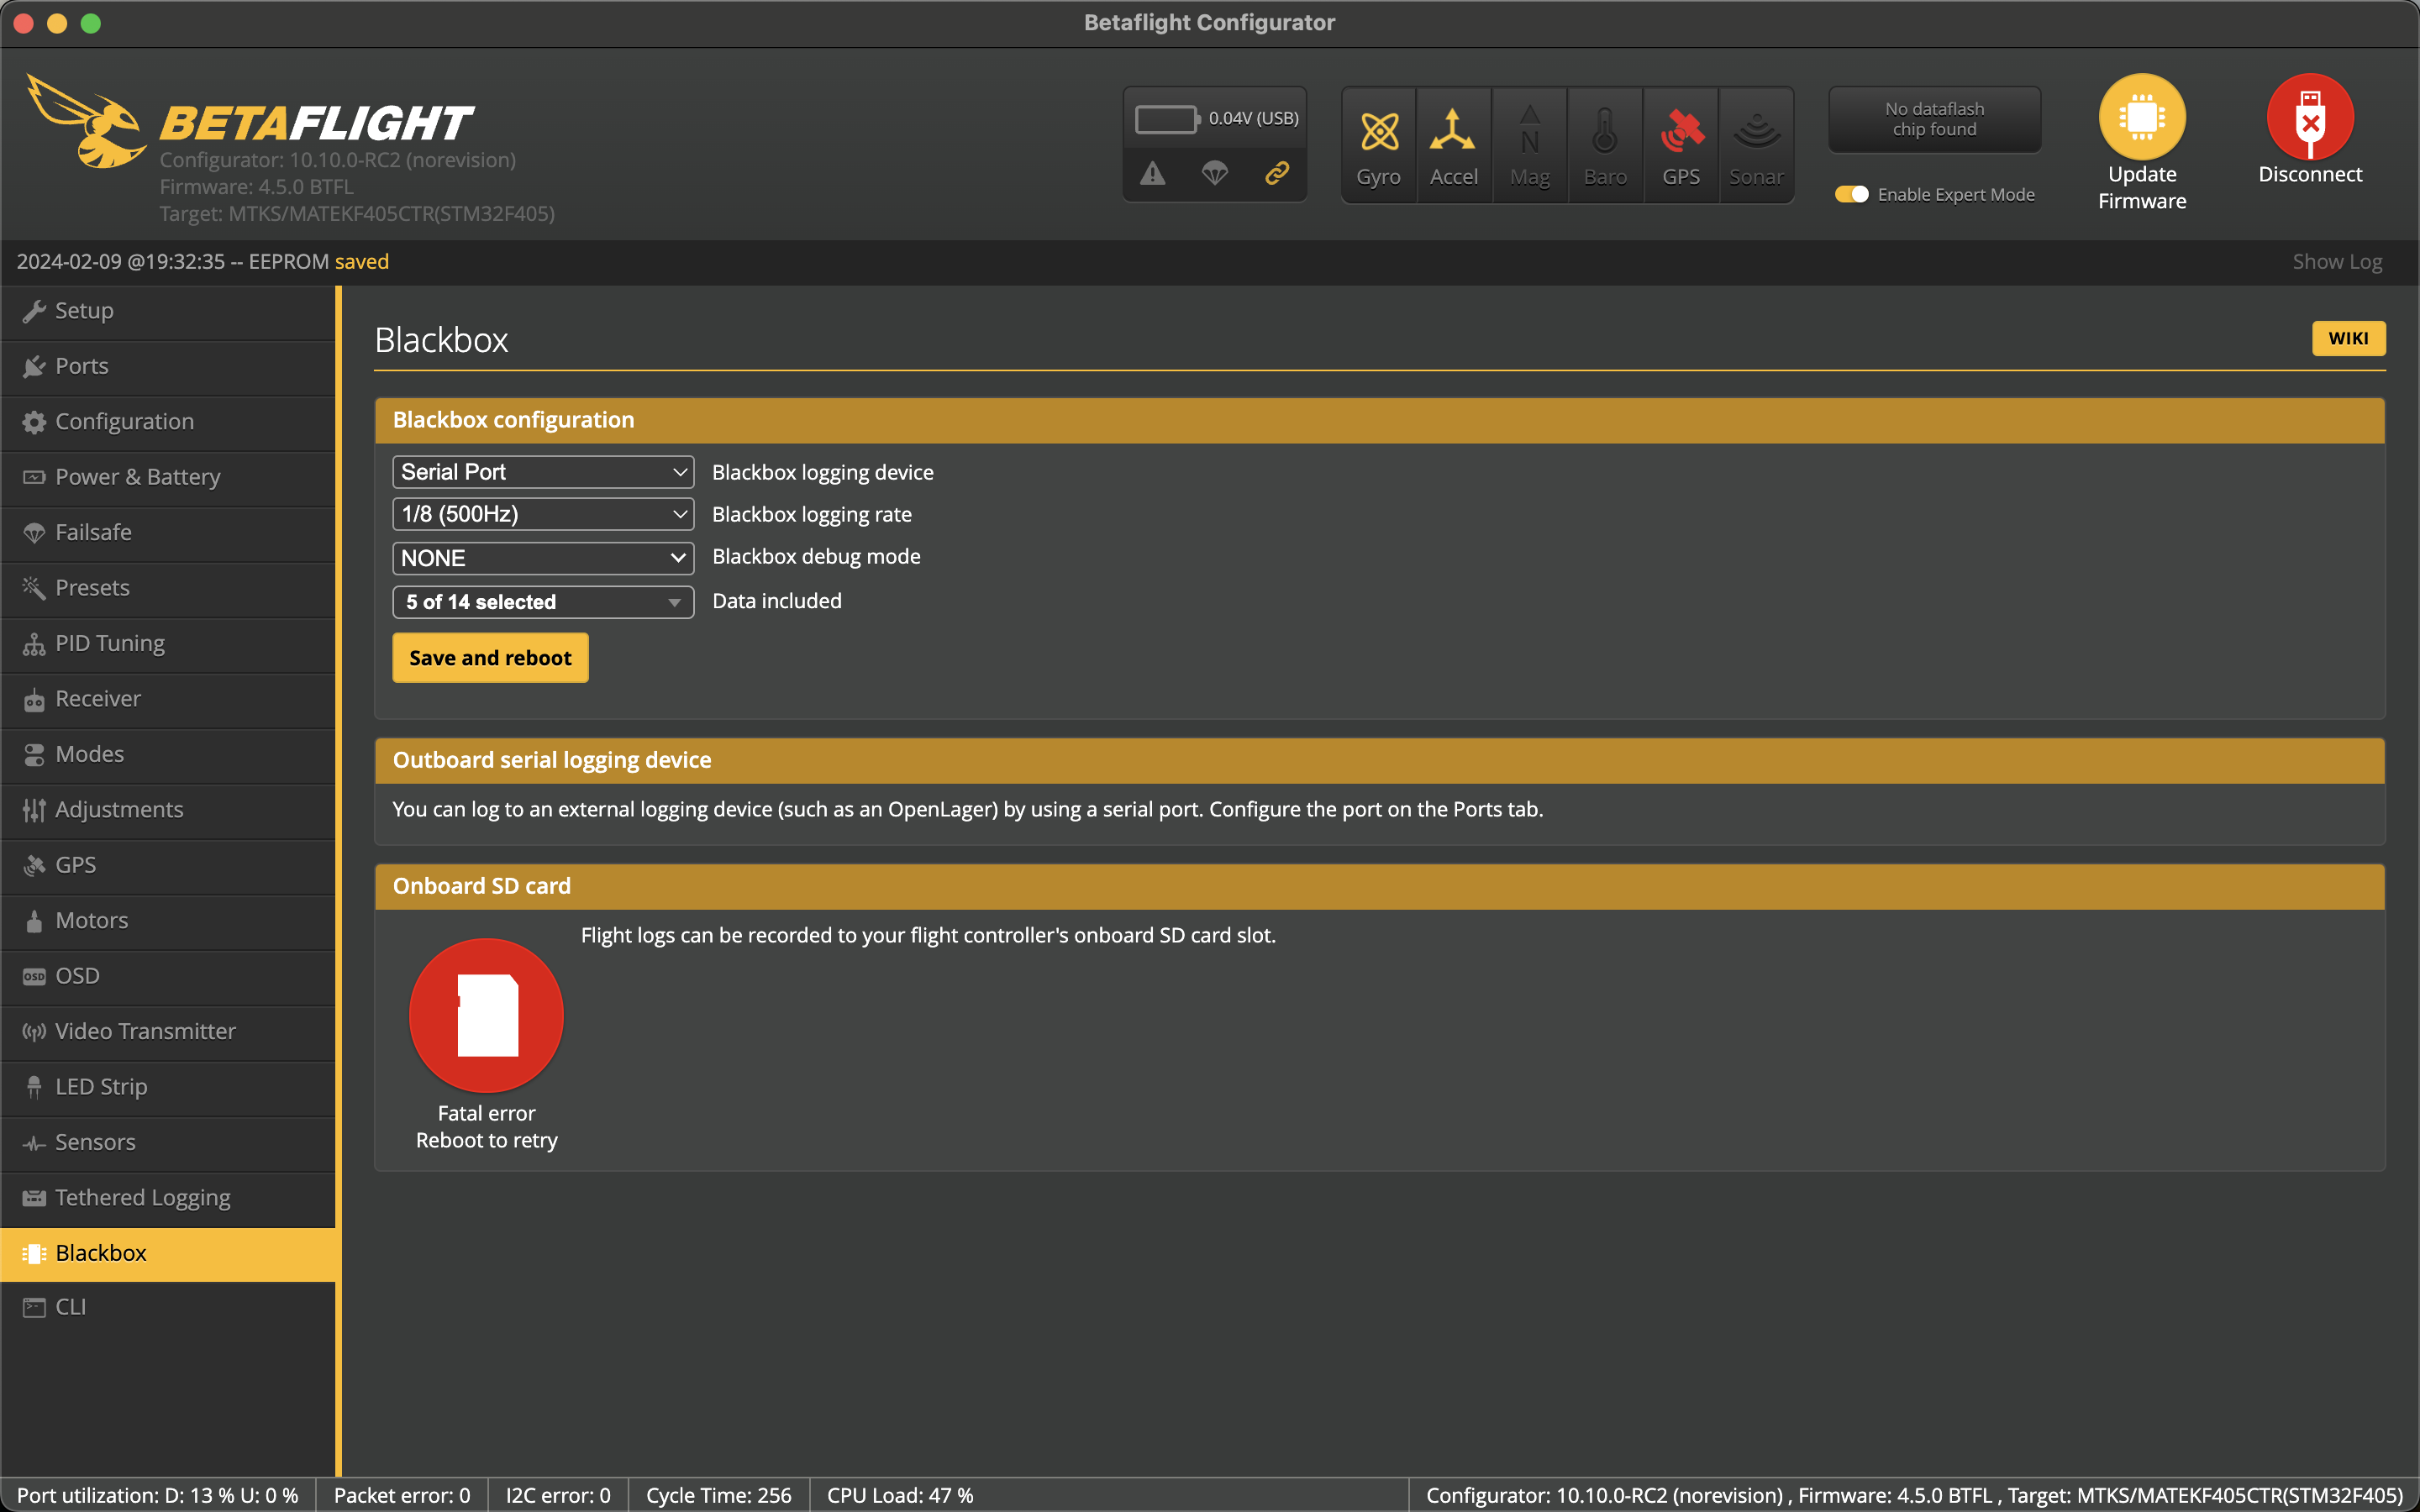 Betaflight Configurator
BETAFLIGHT
Configurator: 10.10.0-RC2 (norevision)
Firmware: 4.5.0 BTFL
Target: MTKS/MATEKF405CTR(STM32F405)
0.04V (USB)
Gyro
Accel
N
Mag
Baro
GPS
Sonar
No dataflash
chip found
Enable Expert Mode
Update
Firmware
Disconnect
2024-02-09 @19:32:35 -- EEPROM saved
Show Log
Setup
Ports
Configuration
Power & Battery
Failsafe
Presets
PID Tuning
Receiver
Modes
Adjustments
GPS
Motors
OSD OSD
Video Transmitter
LED Strip
Sensors
Tethered Logging
Blackbox
CLI
Blackbox
WIKI
Blackbox configuration
Serial Port Blackbox logging device
1/8 (500Hz) Blackbox logging rate
NONE Blackbox debug mode
5 of 14 selected Data included
Save and reboot
Outboard serial logging device
You can log to an external logging device (such as an OpenLager) by using a serial port. Configure the port on the Ports tab.
Onboard SD card
Flight logs can be recorded to your flight controller's onboard SD card slot.
Fatal error
Reboot to retry
Port utilization: D: 13 % U: 0 %
Packet error: 0
I2C error: 0
Cycle Time: 256
CPU Load: 47 %
Configurator: 10.10.0-RC2 (norevision) , Firmware: 4.5.0 BTFL , Target: MTKS/MATEKF405CTR(STM32F405)